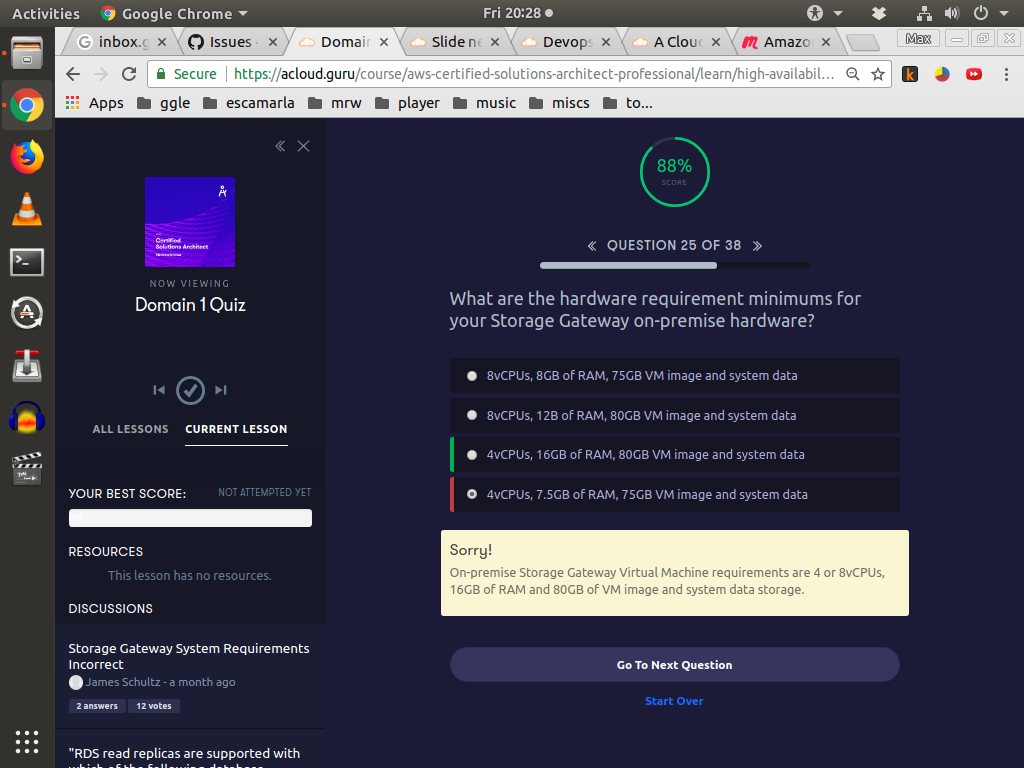 Activities
Google Chrome
Fri 20:28
inbox.g
Issues
Domain
Slide ne
Devops
A Clou
Amazo
Max
Secure
https://acloud.guru/course/aws-certified-solutions-architect-professional/learn/high-availabil...
Apps
ggle
escamarla
mrw
player
music
miscs
to...
Certified
Solutions Architect
NOW VIEWING
Domain 1 Quiz
ALL LESSONS
CURRENT LESSON
YOUR BEST SCORE:
NOT ATTEMPTED YET
RESOURCES
This lesson has no resources.
DISCUSSIONS
Storage Gateway System Requirements
Incorrect
James Schultz - a month ago
2 answers
12 votes
"RDS read replicas are supported with
which of the following database
88%
SCORE
« QUESTION 25 OF 38 »
What are the hardware requirement minimums for
your Storage Gateway on-premise hardware?
8vCPUs, 8GB of RAM, 75GB VM image and system data
8vCPUs, 12B of RAM, 80GB VM image and system data
4vCPUs, 16GB of RAM, 80GB VM image and system data
4vCPUs, 7.5GB of RAM, 75GB VM image and system data
Sorry!
On-premise Storage Gateway Virtual Machine requirements are 4 or 8vCPUs,
16GB of RAM and 80GB of VM image and system data storage.
Go To Next Question
Start Over